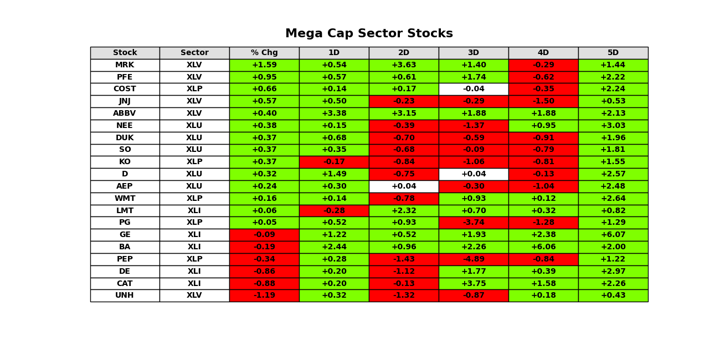 Mega Cap Sector Stocks
Stock Sector % Chg 1D 2D 3D 4D 5D
MRK XLV +1.59 +0.54 +3.63 +1.40 -0.29 +1.44
PFE XLV +0.95 +0.57 +0.61 +1.74 -0.62 +2.22
COST XLP +0.66 +0.14 +0.17 -0.04 -0.35 +2.24
JNJ XLV +0.57 +0.50 -0.23 -0.29 -1.50 +0.53
ABBV XLV +0.40 +3.38 +3.15 +1.88 +1.88 +2.13
NEE XLU +0.38 +0.15 -0.39 -1.37 +0.95 +3.03
DUK XLU +0.37 +0.68 -0.70 -0.59 -0.91 +1.96
SO XLU +0.37 +0.35 -0.68 -0.09 -0.79 +1.81
KO XLP +0.37 -0.17 -0.84 -1.06 -0.81 +1.55
D XLU +0.32 +1.49 -0.75 +0.04 -0.13 +2.57
AEP XLU +0.24 +0.30 +0.04 -0.30 -1.04 +2.48
WMT XLP +0.16 +0.14 -0.78 +0.93 +0.12 +2.64
LMT XLI +0.06 -0.28 +2.32 +0.70 +0.32 +0.82
PG XLP +0.05 +0.52 +0.93 -3.74 -1.28 +1.29
GE XLI -0.09 +1.22 +0.52 +1.93 +2.38 +6.07
BA XLI -0.19 +2.44 +0.96 +2.26 +6.06 +2.00
PEP XLP -0.34 +0.28 -1.43 -4.89 -0.84 +1.22
DE XLI -0.86 +0.20 -1.12 +1.77 +0.39 +2.97
CAT XLI -0.88 +0.20 -0.13 +3.75 +1.58 +2.26
UNH XLV -1.19 +0.32 -1.32 -0.87 +0.18 +0.43